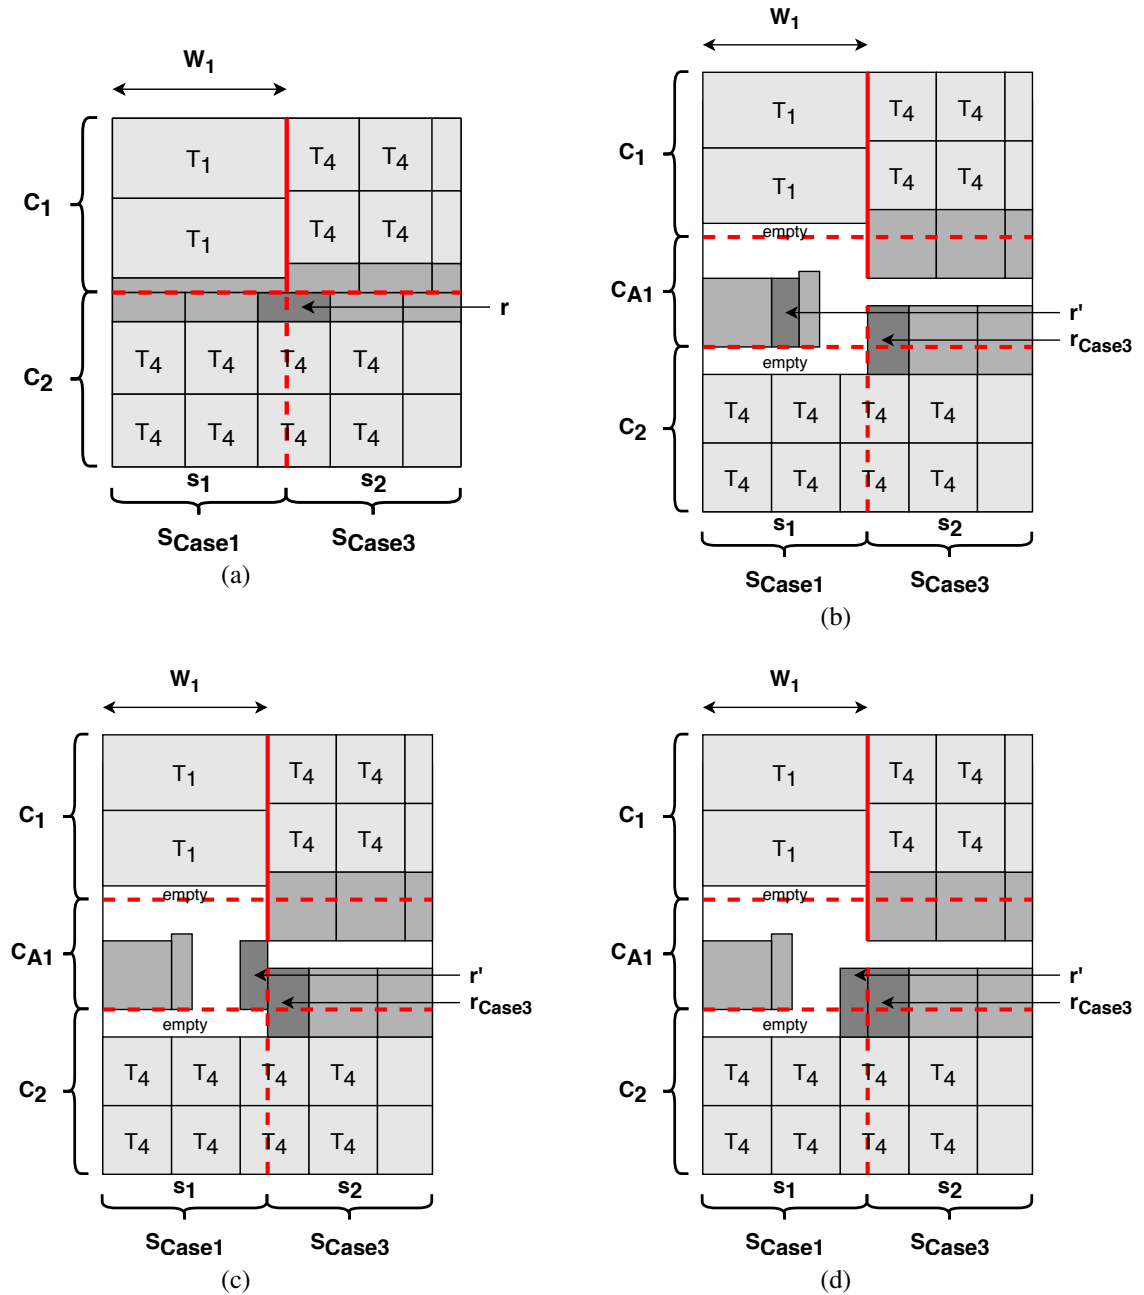 W1
C1
T1
T4 T4
T1
T4 T4
r
C2
T4 T4 T4 T4
T4 T4 T4 T4
s1 s2
SCase1 SCase3
(a)
W1
C1
T1
T4 T4
T1
T4 T4
empty
CA1
r'
rCase3
empty
C2
T4 T4 T4 T4
T4 T4 T4 T4
s1 s2
SCase1 SCase3
(b)
W1
C1
T1
T4 T4
T1
T4 T4
empty
CA1
r'
rCase3
empty
C2
T4 T4 T4 T4
T4 T4 T4 T4
s1 s2
SCase1 SCase3
(c)
W1
C1
T1
T4 T4
T1
T4 T4
empty
CA1
r'
rCase3
empty
C2
T4 T4 T4 T4
T4 T4 T4 T4
s1 s2
SCase1 SCase3
(d)